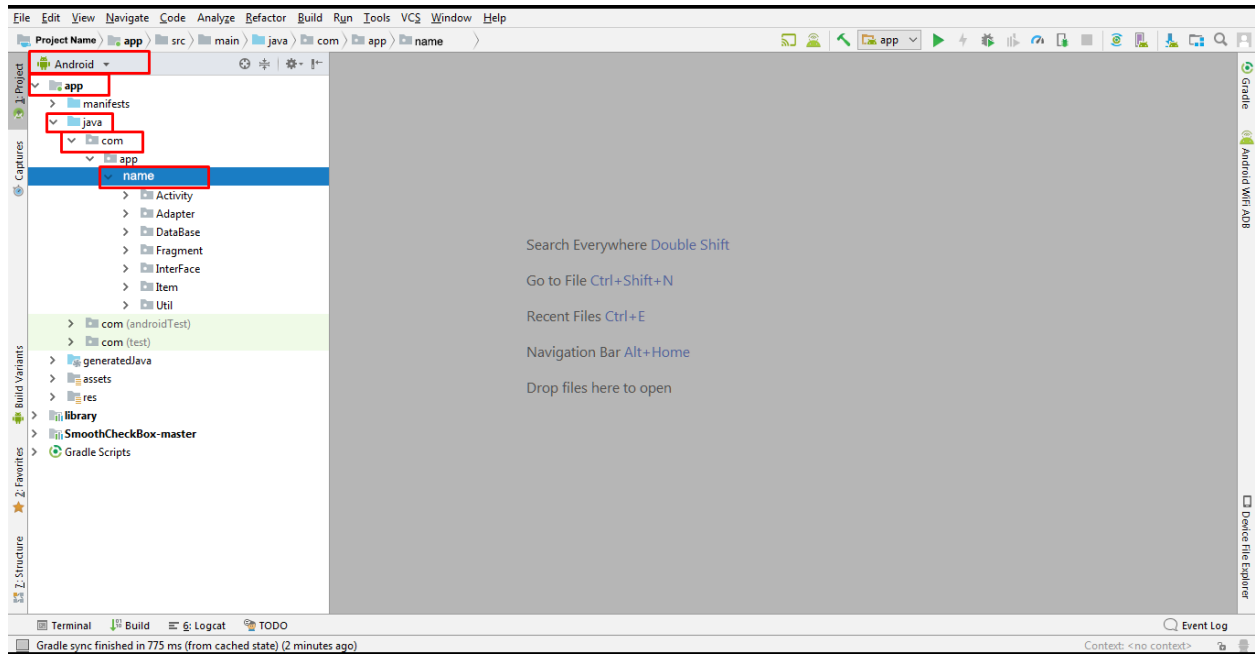 File Edit View Navigate Code Analyze Refactor Build Run Tools VCS Window Help
Project Name app src main java com app name
app
Android
1: Project
Captures
Build Variants
2: Favorites
Z: Structure
app
manifests
java
com
app
name
Activity
Adapter
DataBase
Fragment
InterFace
Item
Util
com (androidTest)
com (test)
generatedJava
assets
res
library
SmoothCheckBox-master
Gradle Scripts
Search Everywhere Double Shift
Go to File Ctrl+Shift+N
Recent Files Ctrl+E
Navigation Bar Alt+Home
Drop files here to open
Gradle
Android WiFi ADB
Device File Explorer
Terminal Build 6: Logcat TODO
Event Log
Gradle sync finished in 775 ms (from cached state) (2 minutes ago)
Context: <no context>